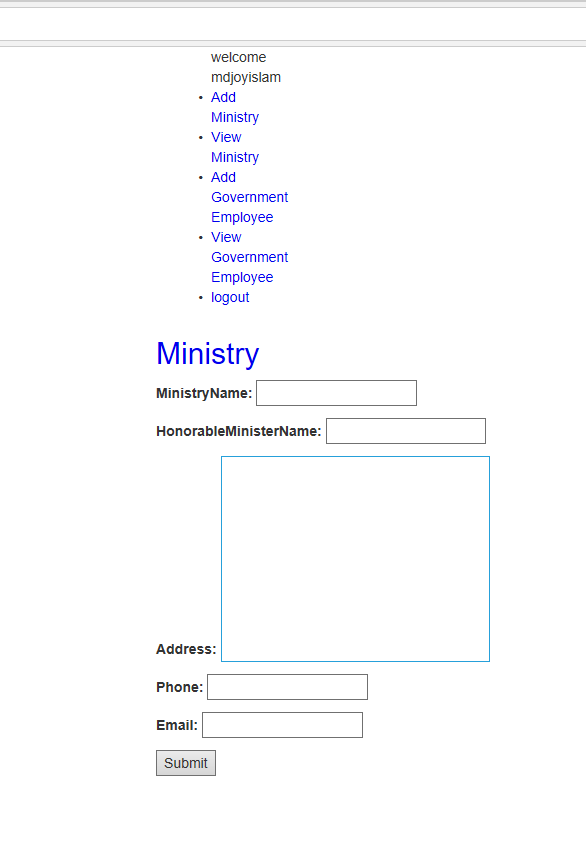 welcome
mdjoyislam
• Add
Ministry
• View
Ministry
• Add
Government
Employee
• View
Government
Employee
• logout
Ministry
MinistryName:
HonorableMinisterName:
Address:
Phone:
Email:
Submit